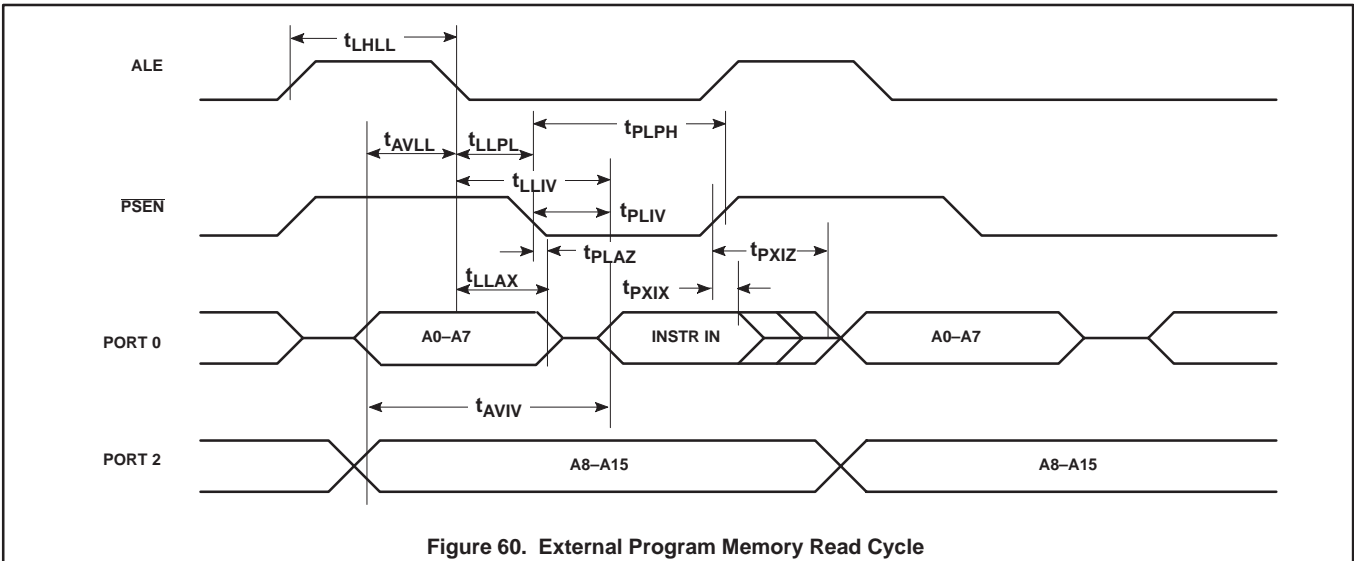 tLHLL
ALE
tAVLL tLLPL tPLPH
tLLIV
PSEN
tPLIV
tPLAZ tPXIZ
tLLAX
tPXIX
PORT 0 A0–A7 INSTR IN A0–A7
tAVIV
PORT 2 A8–A15 A8–A15
Figure 60. External Program Memory Read Cycle